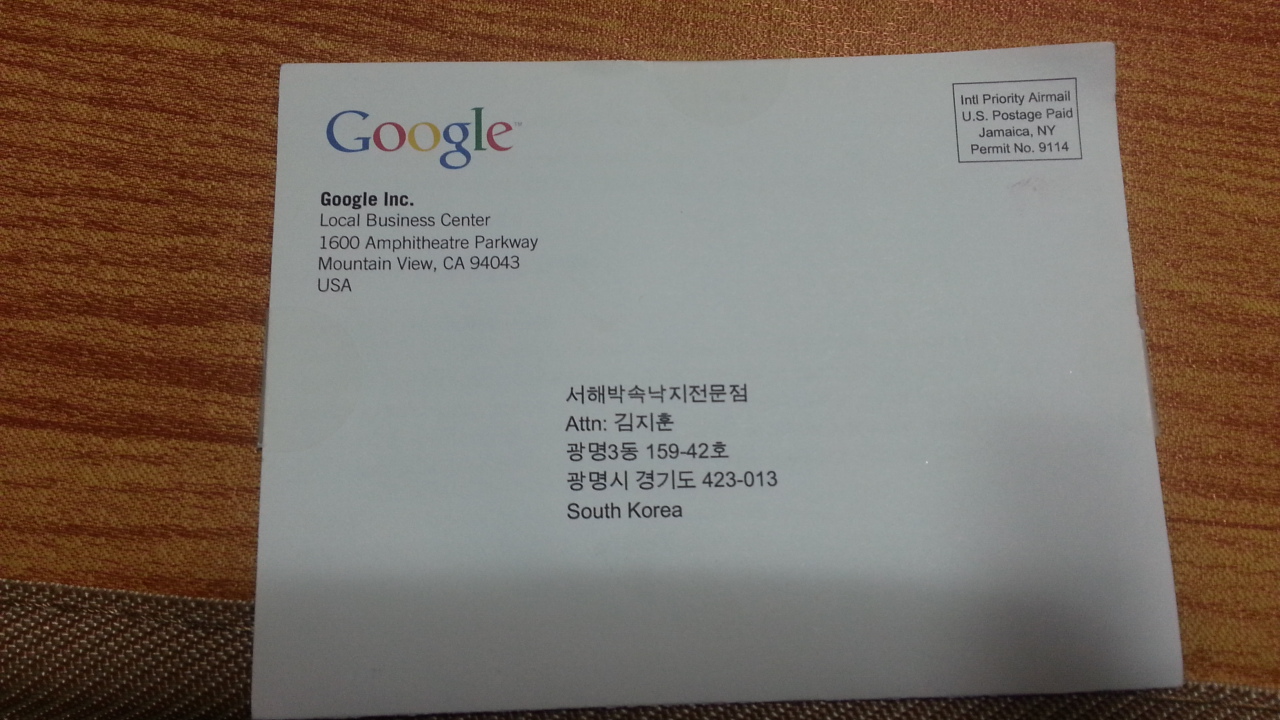 Google™
Intl Priority Airmail
U.S. Postage Paid
Jamaica, NY
Permit No. 9114
Google Inc.
Local Business Center
1600 Amphitheatre Parkway
Mountain View, CA 94043
USA
서해박속낙지전문점
Attn: 김지훈
광명3동 159-42호
광명시 경기도 423-013
South Korea